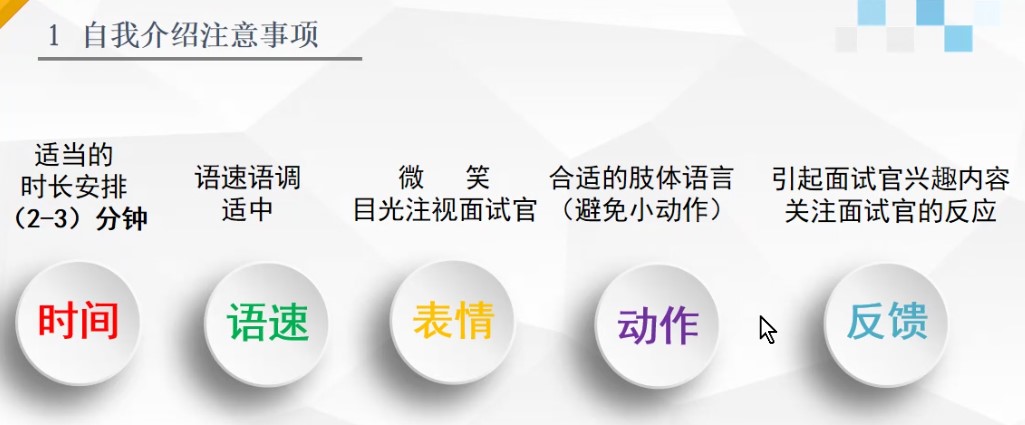 1 自我介绍注意事项
适当的
时长安排
（2-3）分钟
语速语调
适中
微 笑
目光注视面试官
合适的肢体语言
（避免小动作）
引起面试官兴趣内容
关注面试官的反应
时间
语速
表情
动作
反馈